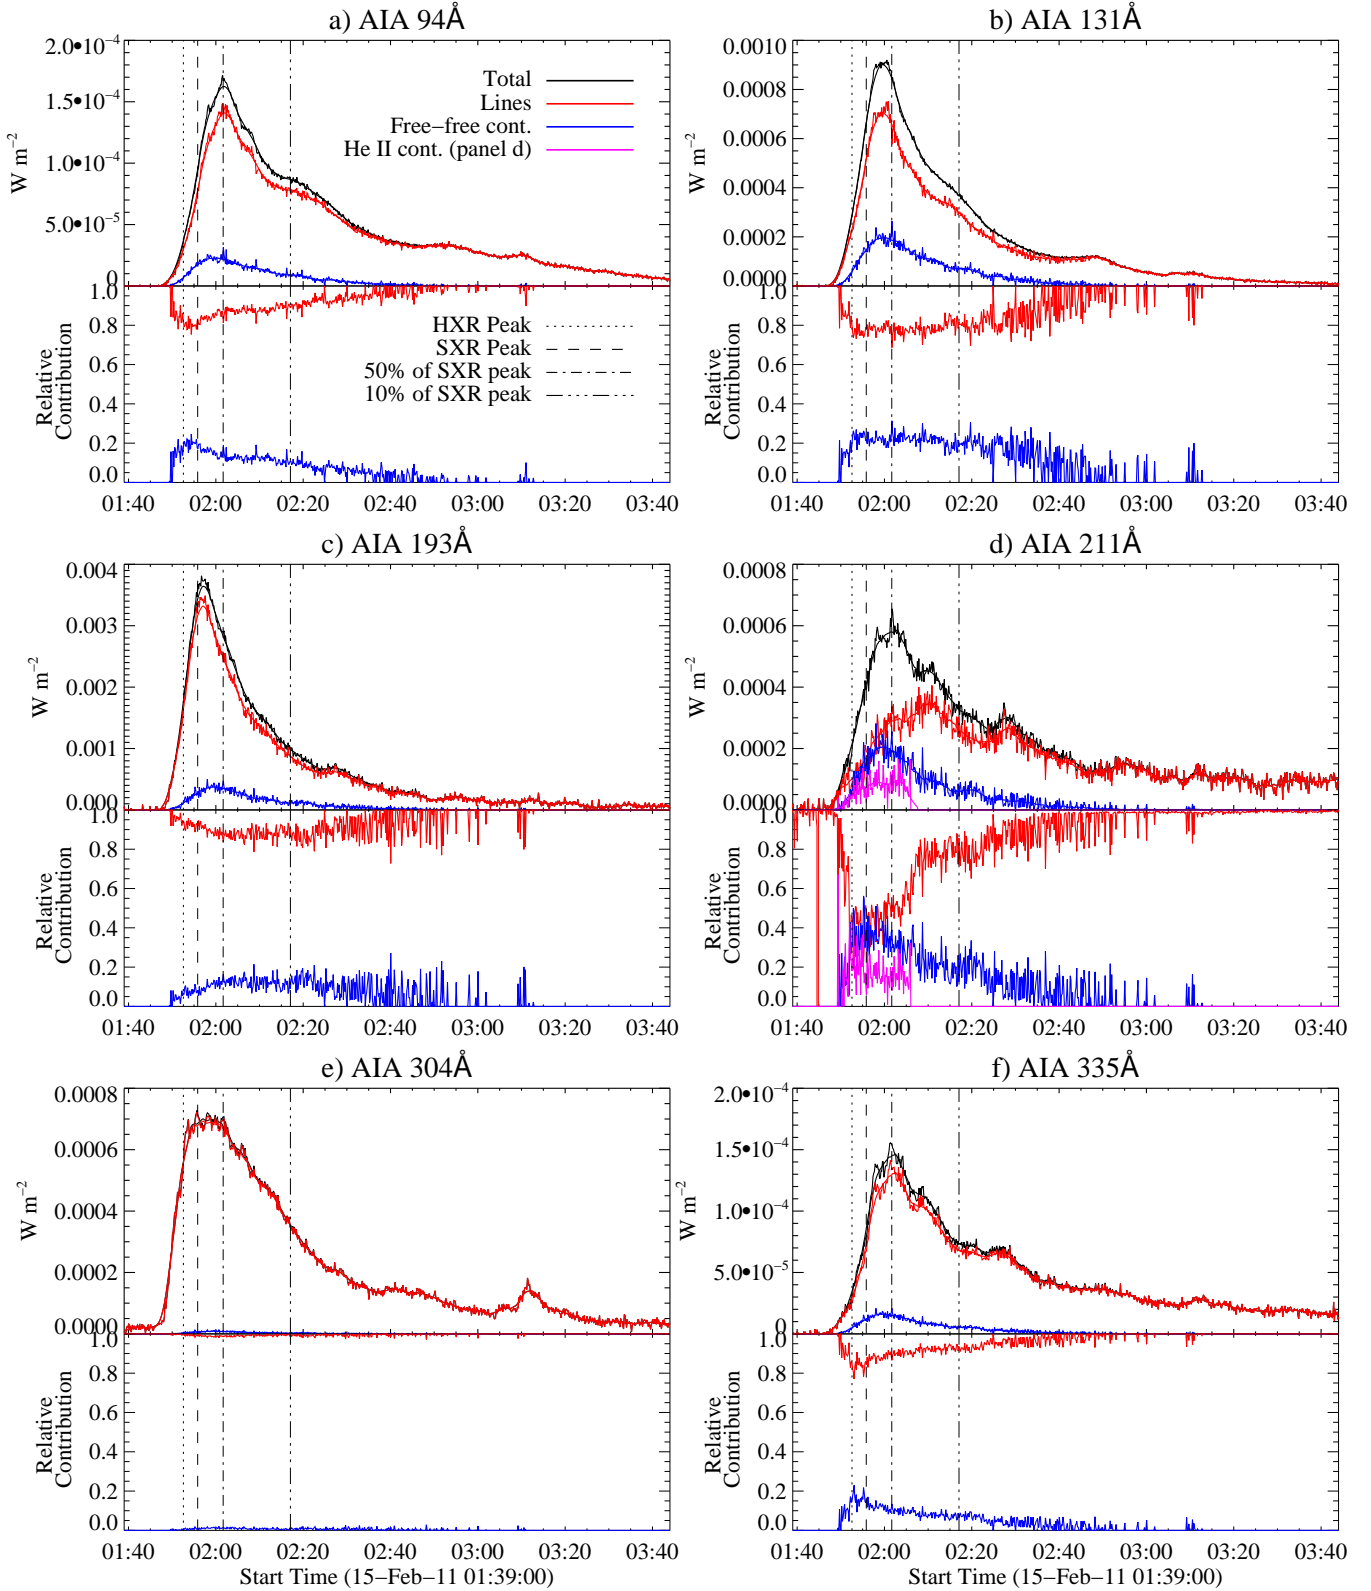 a) AIA 94Å
2.0•10−4
1.5•10−4
1.0•10−4
5.0•10−5
0
W m−2
Total
Lines
Free−free cont.
He II cont. (panel d)
1.0
0.8
0.6
0.4
0.2
0.0
Relative
Contribution
HXR Peak
SXR Peak
50% of SXR peak
10% of SXR peak
01:40 02:00 02:20 02:40 03:00 03:20 03:40
b) AIA 131Å
0.0010
0.0008
0.0006
0.0004
0.0002
0.0000
W m−2
1.0
0.8
0.6
0.4
0.2
0.0
Relative
Contribution
01:40 02:00 02:20 02:40 03:00 03:20 03:40
c) AIA 193Å
0.004
0.003
0.002
0.001
0.000
W m−2
1.0
0.8
0.6
0.4
0.2
0.0
Relative
Contribution
01:40 02:00 02:20 02:40 03:00 03:20 03:40
d) AIA 211Å
0.0008
0.0006
0.0004
0.0002
0.0000
W m−2
1.0
0.8
0.6
0.4
0.2
0.0
Relative
Contribution
01:40 02:00 02:20 02:40 03:00 03:20 03:40
e) AIA 304Å
0.0008
0.0006
0.0004
0.0002
0.0000
W m−2
1.0
0.8
0.6
0.4
0.2
0.0
Relative
Contribution
01:40 02:00 02:20 02:40 03:00 03:20 03:40
Start Time (15−Feb−11 01:39:00)
f) AIA 335Å
2.0•10−4
1.5•10−4
1.0•10−4
5.0•10−5
0
W m−2
1.0
0.8
0.6
0.4
0.2
0.0
Relative
Contribution
01:40 02:00 02:20 02:40 03:00 03:20 03:40
Start Time (15−Feb−11 01:39:00)